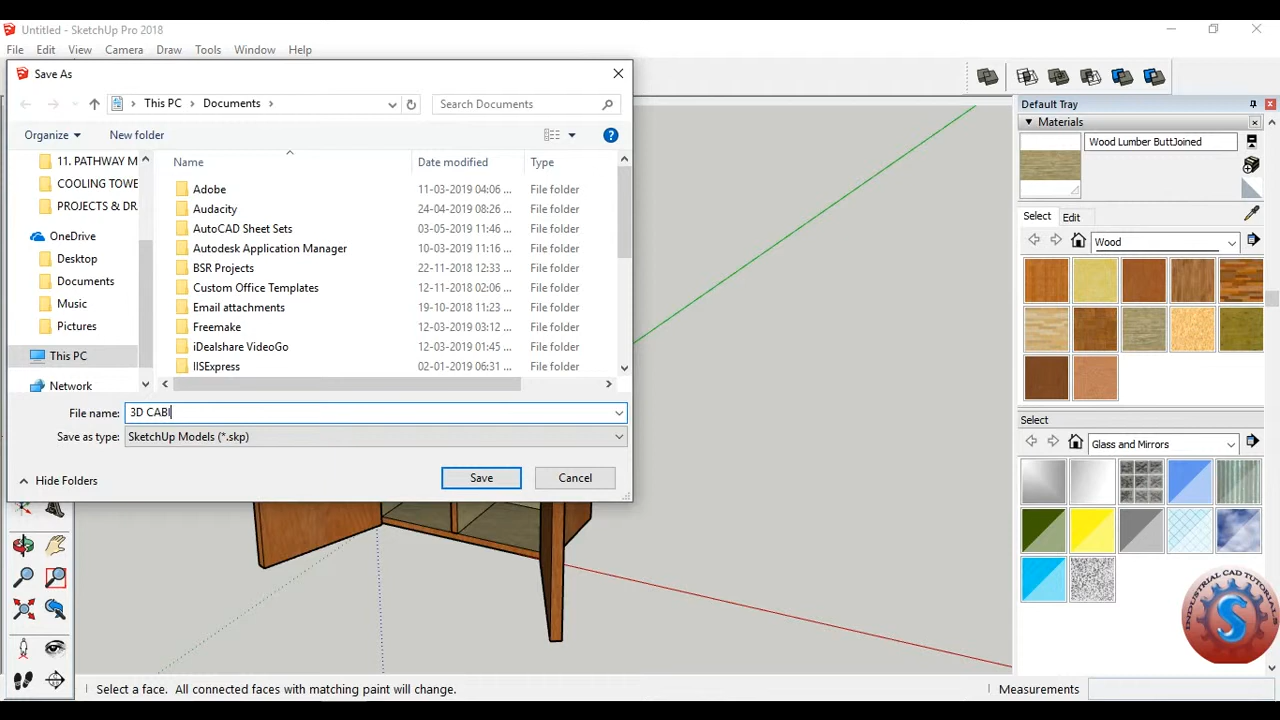 Untitled - SketchUp Pro 2018
File Edit View Camera Draw Tools Window Help
Save As
This PC Documents
Search Documents
Organize New folder
Name Date modified Type
11. PATHWAY M
COOLING TOWE
PROJECTS & DR.
OneDrive
Desktop
Documents
Music
Pictures
This PC
Network
Adobe 11-03-2019 04:06 ... File folder
Audacity 24-04-2019 08:26 ... File folder
AutoCAD Sheet Sets 03-05-2019 11:46 ... File folder
Autodesk Application Manager 10-03-2019 11:16 ... File folder
BSR Projects 22-11-2018 12:33 ... File folder
Custom Office Templates 12-11-2018 02:06 ... File folder
Email attachments 19-10-2018 11:23 ... File folder
Freemake 12-03-2019 03:12 ... File folder
iDealshare VideoGo 12-03-2019 01:45 ... File folder
IISExpress 02-01-2019 06:31 ... File folder
File name: 3D CABI
Save as type: SketchUp Models (*.skp)
Hide Folders
Save Cancel
Default Tray
Materials
Wood Lumber ButtJoined
Select Edit
Wood
Select
Glass and Mirrors
INDUSTRIAL CAD TUTORIALS
S
Select a face. All connected faces with matching paint will change.
Measurements